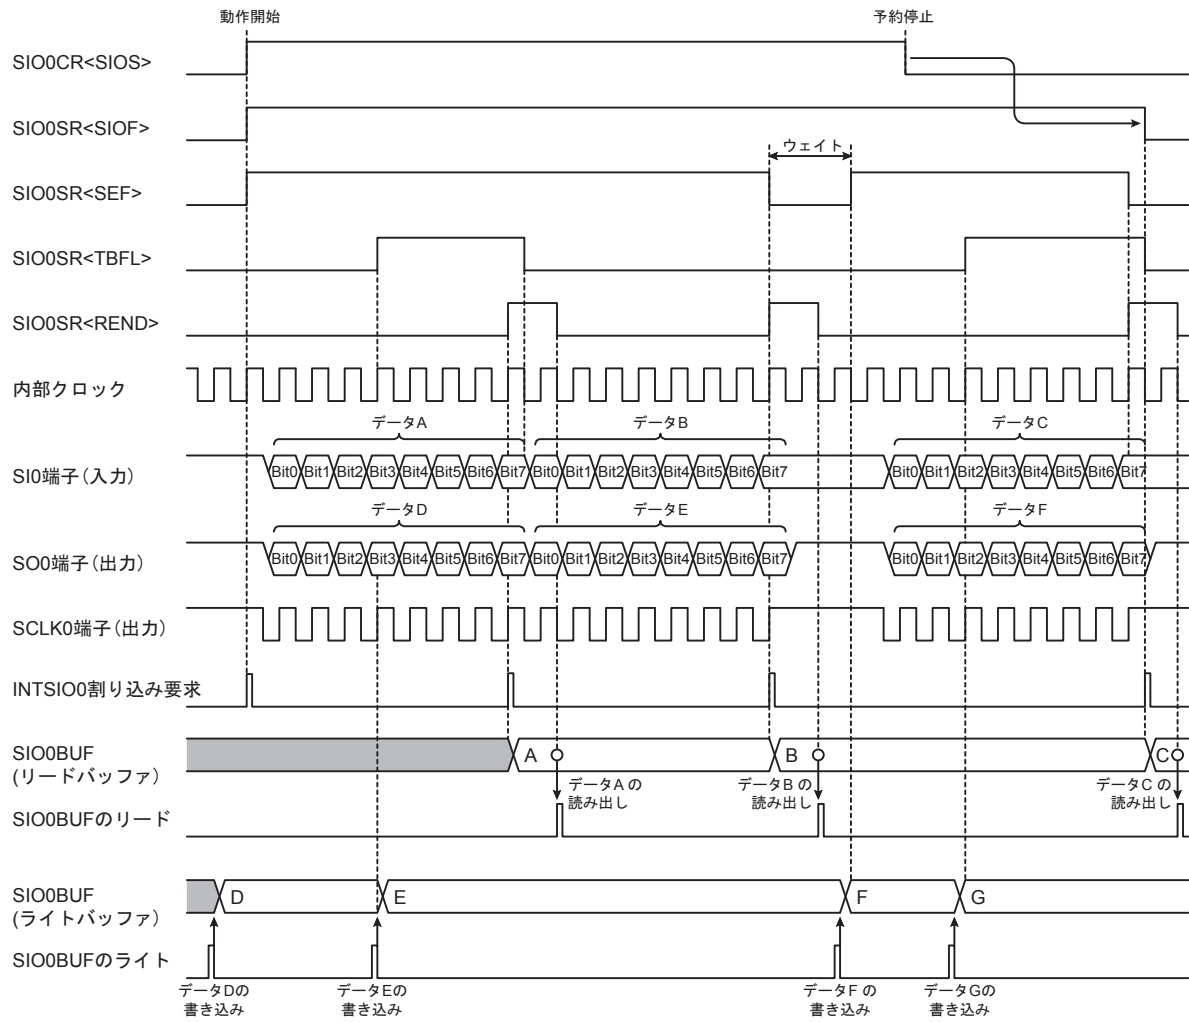 動作開始
予約停止
SIO0CR<SIOS>
SIO0SR<SIOF>
ウェイト
SIO0SR<SEF>
SIO0SR<TBFL>
SIO0SR<REND>
内部クロック
データA
データB
データC
SI0端子(入力)
Bit0 Bit1 Bit2 Bit3 Bit4 Bit5 Bit6 Bit7 Bit0 Bit1 Bit2 Bit3 Bit4 Bit5 Bit6 Bit7 Bit0 Bit1 Bit2 Bit3 Bit4 Bit5 Bit6 Bit7
データD
データE
データF
SO0端子(出力)
Bit0 Bit1 Bit2 Bit3 Bit4 Bit5 Bit6 Bit7 Bit0 Bit1 Bit2 Bit3 Bit4 Bit5 Bit6 Bit7 Bit0 Bit1 Bit2 Bit3 Bit4 Bit5 Bit6 Bit7
SCLK0端子(出力)
INTSIO0割り込み要求
SIO0BUF
(リードバッファ)
A
B
C
データAの
読み出し
データBの
読み出し
データCの
読み出し
SIO0BUFのリード
SIO0BUF
(ライトバッファ)
D
E
F
G
SIO0BUFのライト
データDの
書き込み
データEの
書き込み
データFの
書き込み
データGの
書き込み